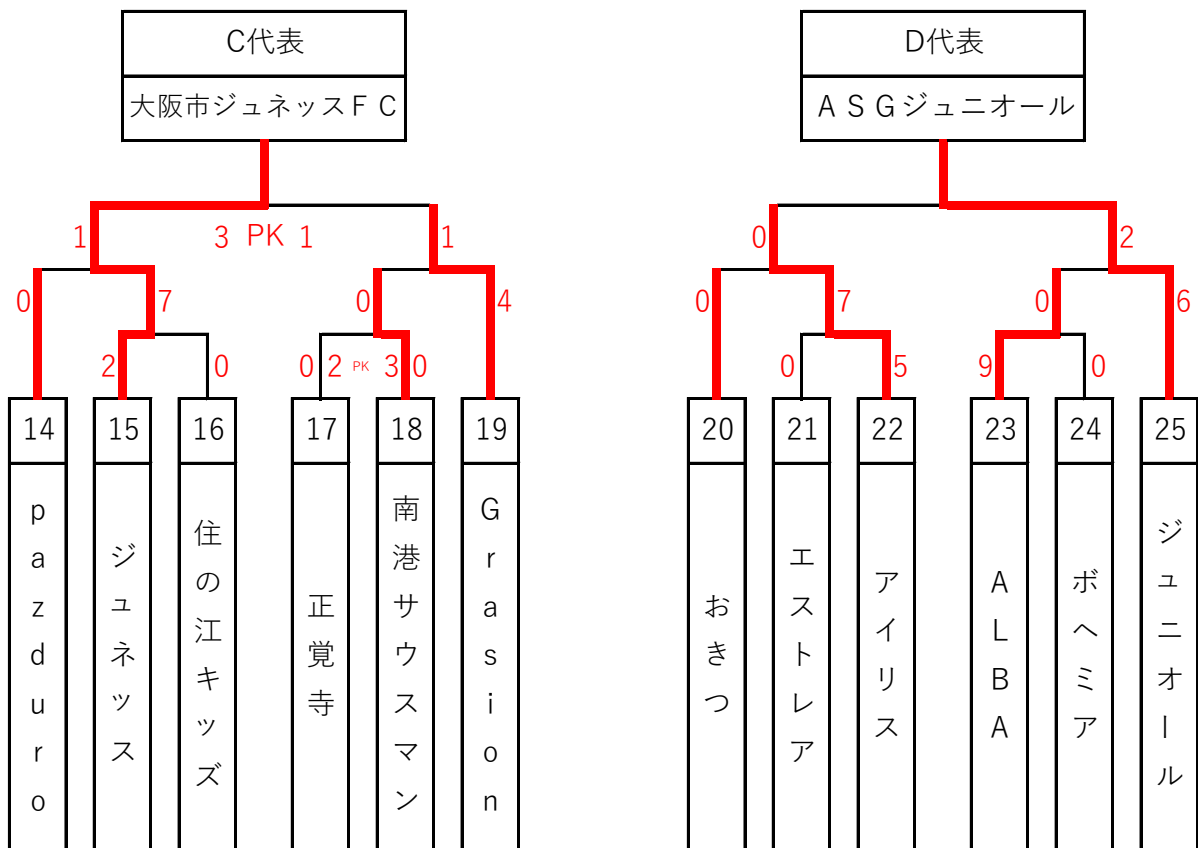 C代表
D代表
大阪市ジュネッスＦＣ
ＡＳＧジュニオール
1 3 PK 1 1
0 2
0 7 0 4
0 7 0 6
2 0 0 2 PK 3 0
0 5 9 0
14 15 16 17 18 19
20 21 22 23 24 25
pazduro
ジュネッス
住の江キッズ
正覚寺
南港サウスマン
Grasion
おきつ
エストレア
アイリス
ALBA
ボヘミア
ジュニオール